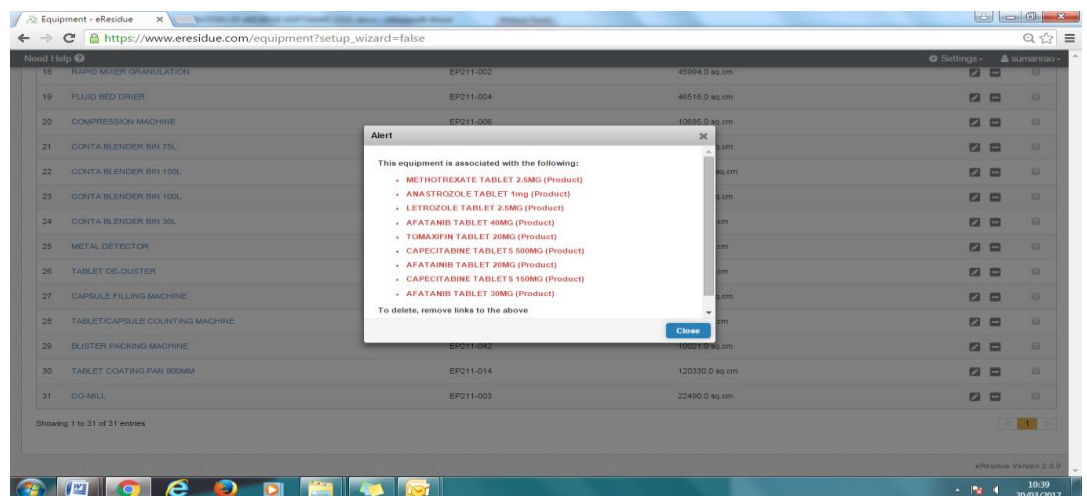 Equipment - eResidue
https://www.eresidue.com/equipment?setup_wizard=false
Need Help
Settings
sumanrao
18 RAPID MIXER GRANULATION EP211-002 45994.0 sq.cm
19 FLUID BED DRIER EP211-004 46516.0 sq.cm
20 COMPRESSION MACHINE EP211-006 10685.0 sq.cm
21 CONTA BLENDER BIN 75L
22 CONTA BLENDER BIN 150L sq.cm
23 CONTA BLENDER BIN 100L
24 CONTA BLENDER BIN 30L
25 METAL DETECTOR
26 TABLET DE-DUSTER
27 CAPSULE FILLING MACHINE
28 TABLET/CAPSULE COUNTING MACHINE
29 BLISTER PACKING MACHINE EP211-042 10021.0 sq.cm
30 TABLET COATING PAN 900MM EP211-014 120330.0 sq.cm
31 CO-MILL EP211-003 22490.0 sq.cm
Alert
This equipment is associated with the following:
METHOTREXATE TABLET 2.5MG (Product)
ANASTROZOLE TABLET 1mg (Product)
LETROZOLE TABLET 2.5MG (Product)
AFATANIB TABLET 40MG (Product)
TOMAXIFIN TABLET 20MG (Product)
CAPECITABINE TABLETS 500MG (Product)
AFATAINIB TABLET 20MG (Product)
CAPECITABINE TABLETS 150MG (Product)
AFATANIB TABLET 30MG (Product)
To delete, remove links to the above
Close
Showing 1 to 31 of 31 entries
1
eResidue Version 2.0.0
10:39
20/03/2017